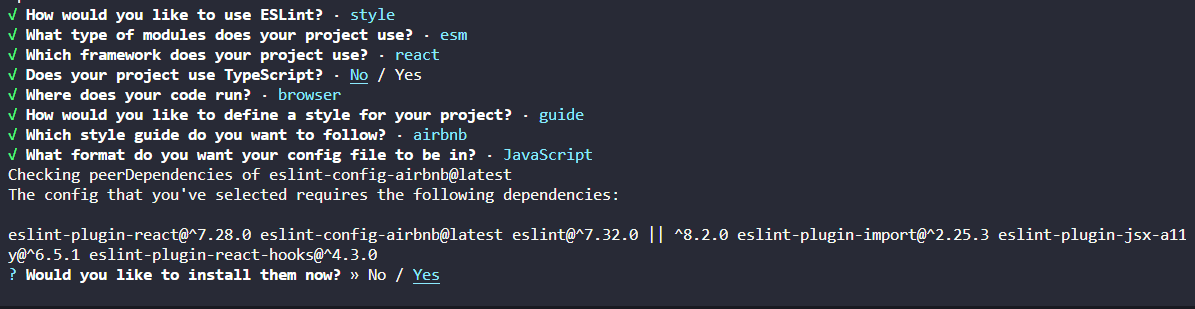 √ How would you like to use ESLint? · style
√ What type of modules does your project use? · esm
√ Which framework does your project use? · react
√ Does your project use TypeScript? · No / Yes
√ Where does your code run? · browser
√ How would you like to define a style for your project? · guide
√ Which style guide do you want to follow? · airbnb
√ What format do you want your config file to be in? · JavaScript
Checking peerDependencies of eslint-config-airbnb@latest
The config that you've selected requires the following dependencies:
eslint-plugin-react@^7.28.0 eslint-config-airbnb@latest eslint@^7.32.0 || ^8.2.0 eslint-plugin-import@^2.25.3 eslint-plugin-jsx-a11
y@^6.5.1 eslint-plugin-react-hooks@^4.3.0
? Would you like to install them now? » No / Yes